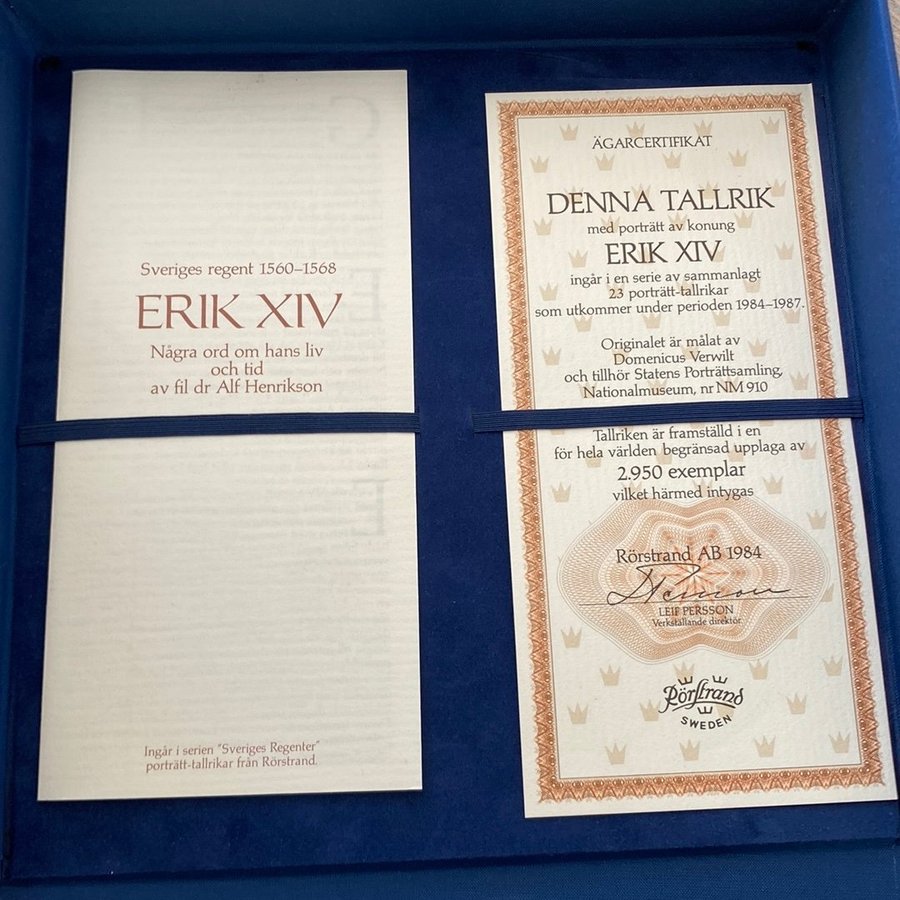 Sveriges regent 1560–1568
ERIK XIV
Några ord om hans liv
och tid
av fil dr Alf Henrikson
Ingår i serien "Sveriges Regenter"
porträtt-tallrikar från Rörstrand.
ÄGARCERTIFIKAT
DENNA TALLRIK
med porträtt av konung
ERIK XIV
ingår i en serie av sammanlagt
23 porträtt-tallrikar
som utkommer under perioden 1984–1987.
Originalet är målat av
Domenicus Verwilt
och tillhör Statens Porträttsamling,
Nationalmuseum, nr NM 910
Tallriken är framställd i en
för hela världen begränsad upplaga av
2.950 exemplar
vilket härmed intygas
Rörstrand AB 1984
LEIF PERSSON
Verkställande direktör
Rörstrand
SWEDEN